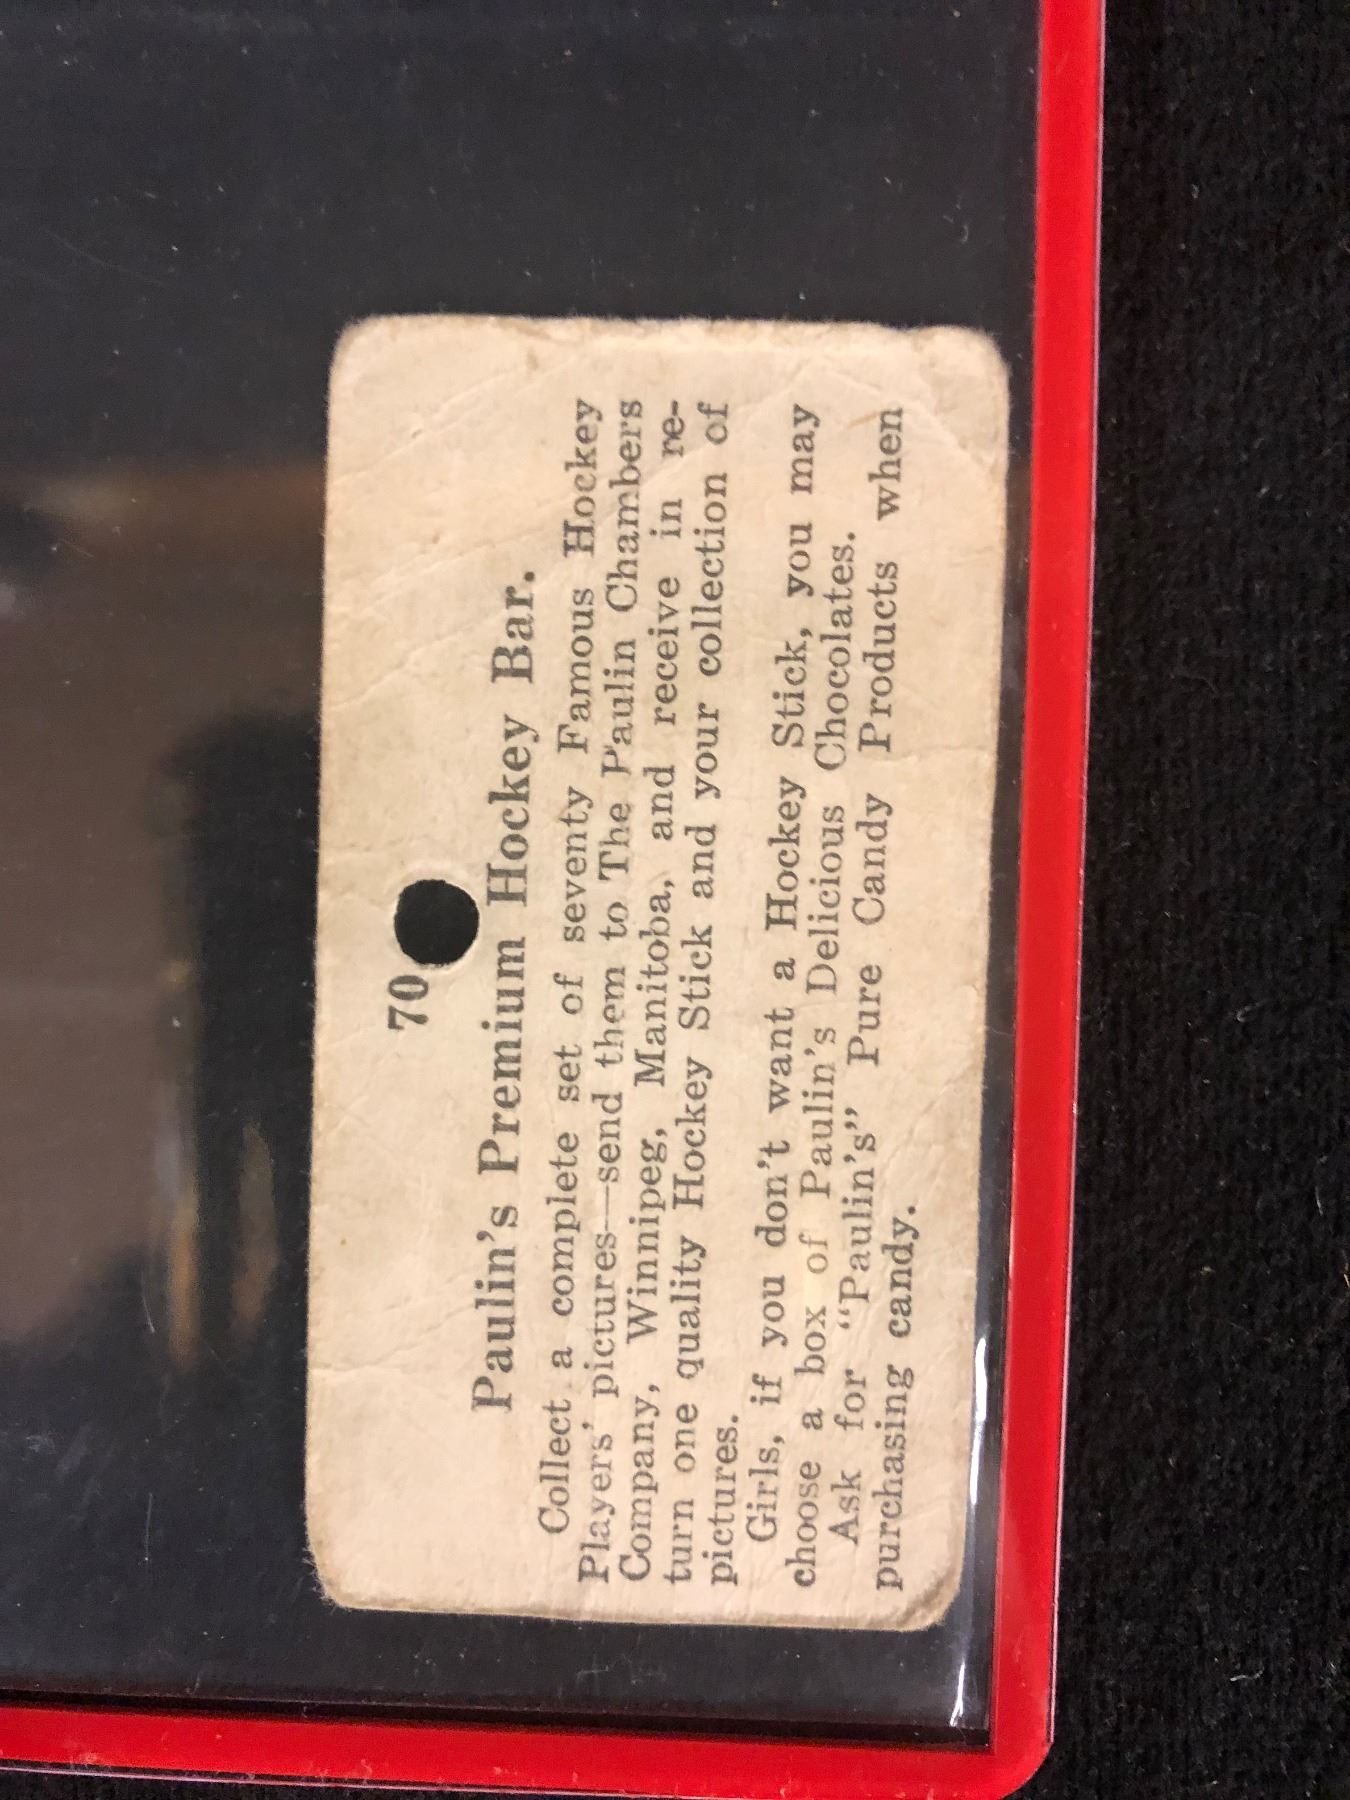 70
Paulin's Premium Hockey Bar.
Collect a complete set of seventy Famous Hockey
Players' pictures—send them to The Paulin Chambers
Company, Winnipeg, Manitoba, and receive in re-
turn one quality Hockey Stick and your collection of
pictures.
Girls, if you don't want a Hockey Stick, you may
choose a box of Paulin's Delicious Chocolates.
Ask for "Paulin's" Pure Candy Products when
purchasing candy.